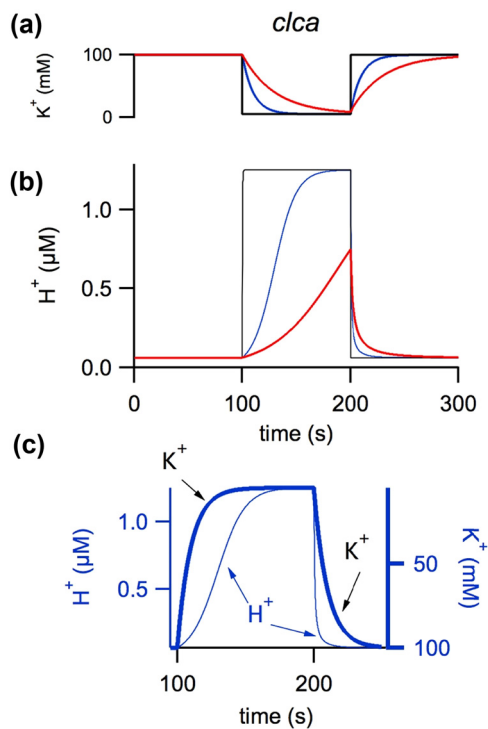 clca
(a)
K⁺ (mM)
100
0
(b)
H⁺ (µM)
1.0
0.5
0.0
0
100
200
300
time (s)
(c)
K⁺
K⁺
H⁺
H⁺ (µM)
1.0
0.5
K⁺ (mM)
50
100
100
200
time (s)